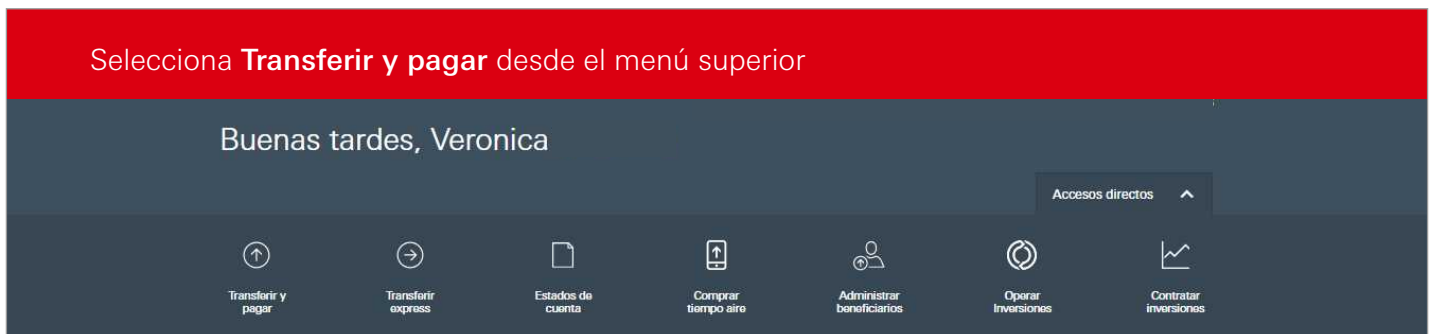 Selecciona Transferir y pagar desde el menú superior
Buenas tardes, Veronica
Accesos directos
Transferir y
pagar
Transferir
express
Estados de
cuenta
Comprar
tiempo aire
Administrar
beneficiarios
Operar
Inversiones
Contratar
inversiones